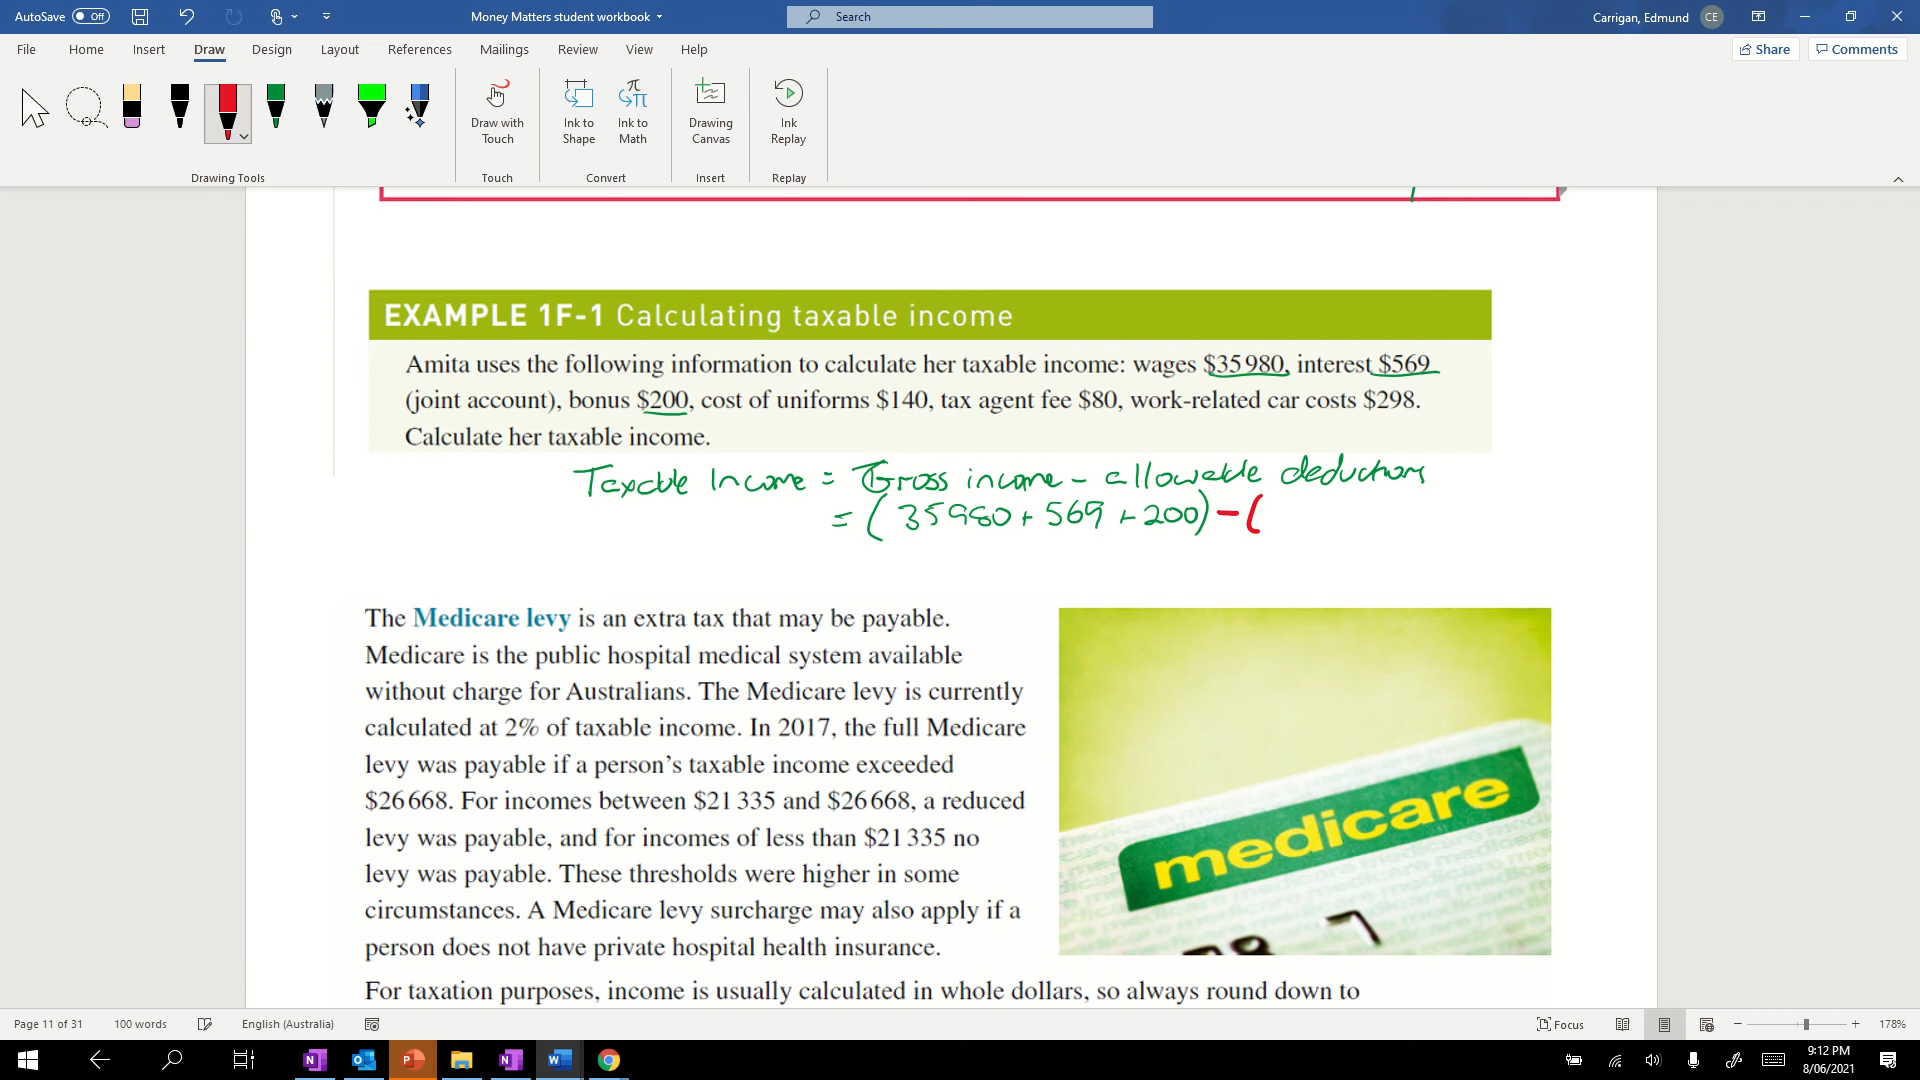 AutoSave Off Money Matters student workbook Search Carrigan, Edmund CE
File Home Insert Draw Design Layout References Mailings Review View Help Share Comments
Draw with Touch Ink to Shape Ink to Math Drawing Canvas Ink Replay
Drawing Tools Touch Convert Insert Replay
EXAMPLE 1F-1 Calculating taxable income
Amita uses the following information to calculate her taxable income: wages $35 980, interest $569
(joint account), bonus $200, cost of uniforms $140, tax agent fee $80, work-related car costs $298.
Calculate her taxable income.
Taxable Income = Gross income - allowable deductions
= ( 35980 + 569 + 200) - (
The Medicare levy is an extra tax that may be payable.
Medicare is the public hospital medical system available
without charge for Australians. The Medicare levy is currently
calculated at 2% of taxable income. In 2017, the full Medicare
levy was payable if a person's taxable income exceeded
$26 668. For incomes between $21 335 and $26 668, a reduced
levy was payable, and for incomes of less than $21 335 no
levy was payable. These thresholds were higher in some
circumstances. A Medicare levy surcharge may also apply if a
person does not have private hospital health insurance.
medicare
For taxation purposes, income is usually calculated in whole dollars, so always round down to
Page 11 of 31 100 words English (Australia) Focus 178%
9:12 PM
8/06/2021